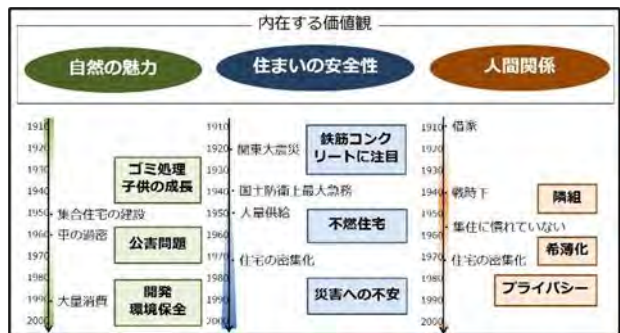 内在する価値観
自然の魅力
住まいの安全性
人間関係
1910
1920
1930
1940
1950 集合住宅の建設
1960 車の過密
1970
1980
1990 大量消費
2000
ゴミ処理
子供の成長
公害問題
開発
環境保全
1910
1920 関東大震災
1930
1940 国土防衛上最大急務
1950 大量供給
1960
1970 住宅の密集化
1980
1990
2000
鉄筋コンク
リートに注目
不燃住宅
災害への不安
1910 借家
1920
1930
1940 戦時下
1950
集住に慣れていない
1960
1970 住宅の密集化
1980
1990
2000
隣組
希薄化
プライバシー